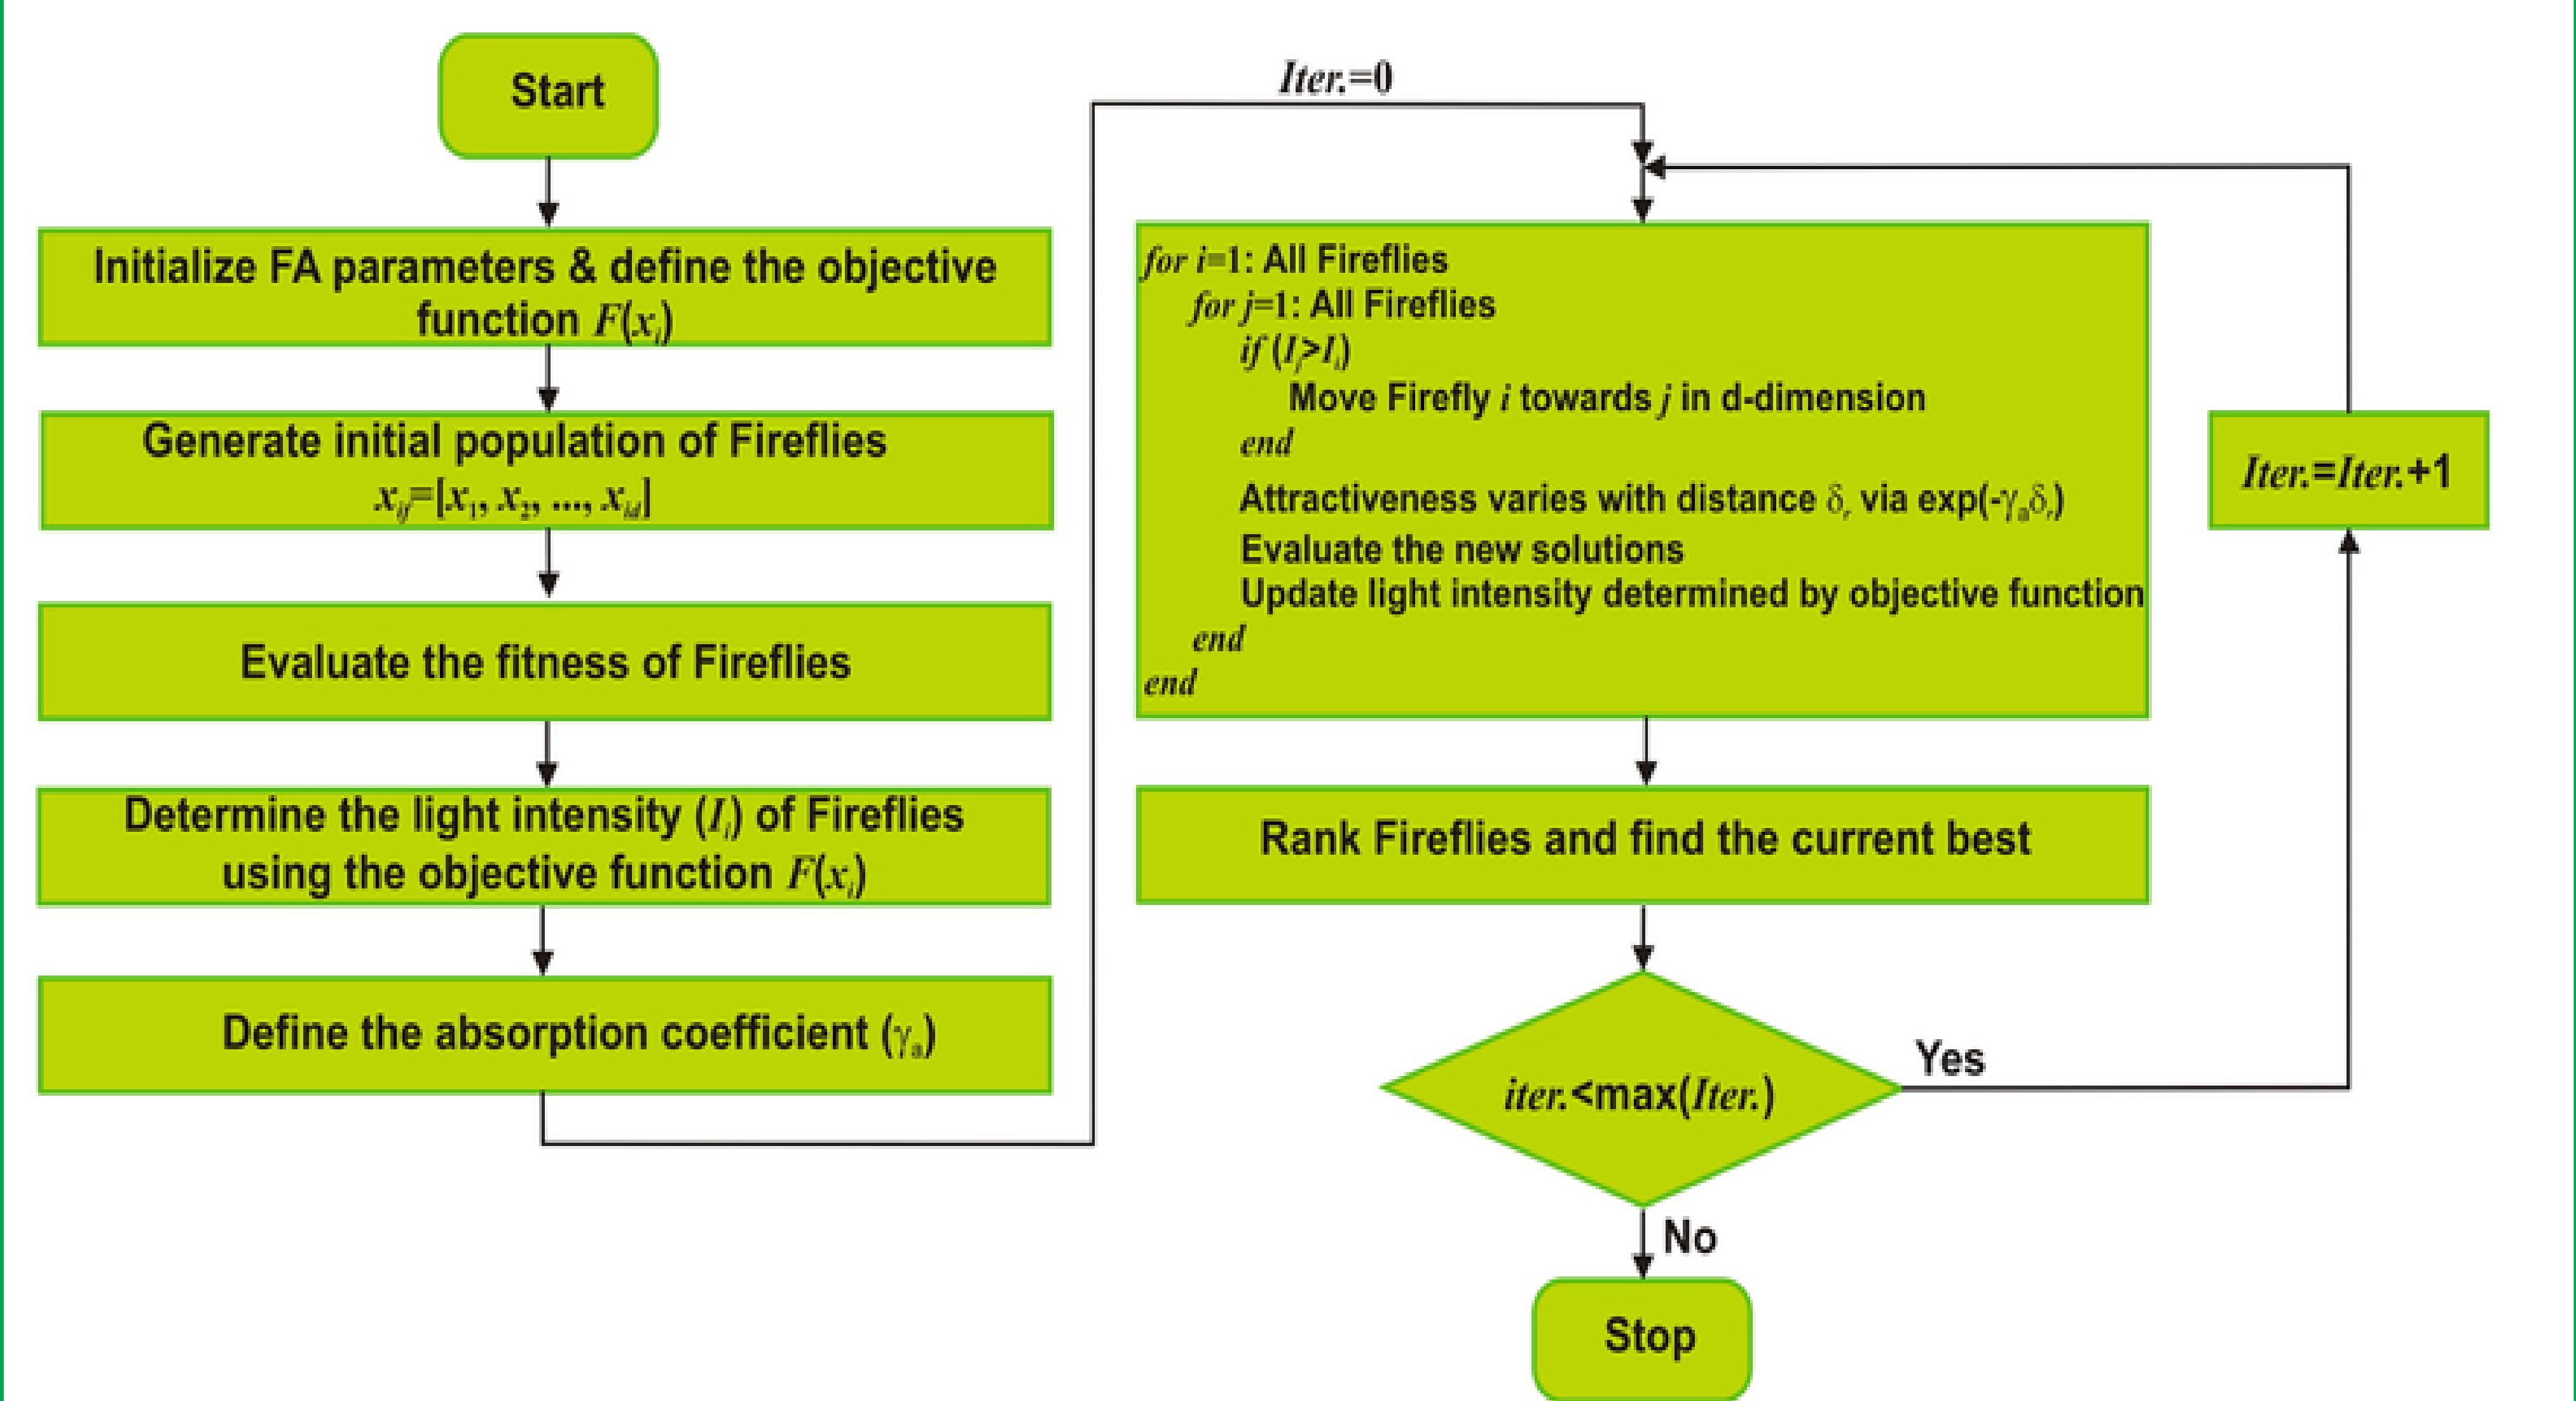 Start
Initialize FA parameters & define the objective
function F(xᵢ)
Generate initial population of Fireflies
xᵢⱼ=[x₁, x₂, ..., x_id]
Evaluate the fitness of Fireflies
Determine the light intensity (Iᵢ) of Fireflies
using the objective function F(xᵢ)
Define the absorption coefficient (γₐ)
Iter.=0
for i=1: All Fireflies
for j=1: All Fireflies
if (Iⱼ>Iᵢ)
Move Firefly i towards j in d-dimension
end
Attractiveness varies with distance δᵣ via exp(-γₐδᵣ)
Evaluate the new solutions
Update light intensity determined by objective function
end
end
Iter.=Iter.+1
Rank Fireflies and find the current best
iter.<max(Iter.)
Yes
No
Stop